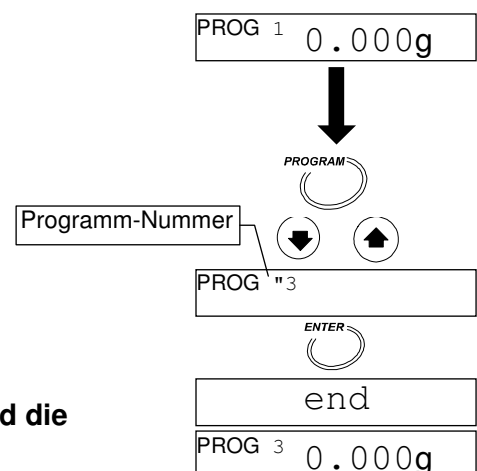 PROG 1 0.000g
PROGRAM
Programm-Nummer
PROG "3
ENTER
end
d die
PROG 3 0.000g